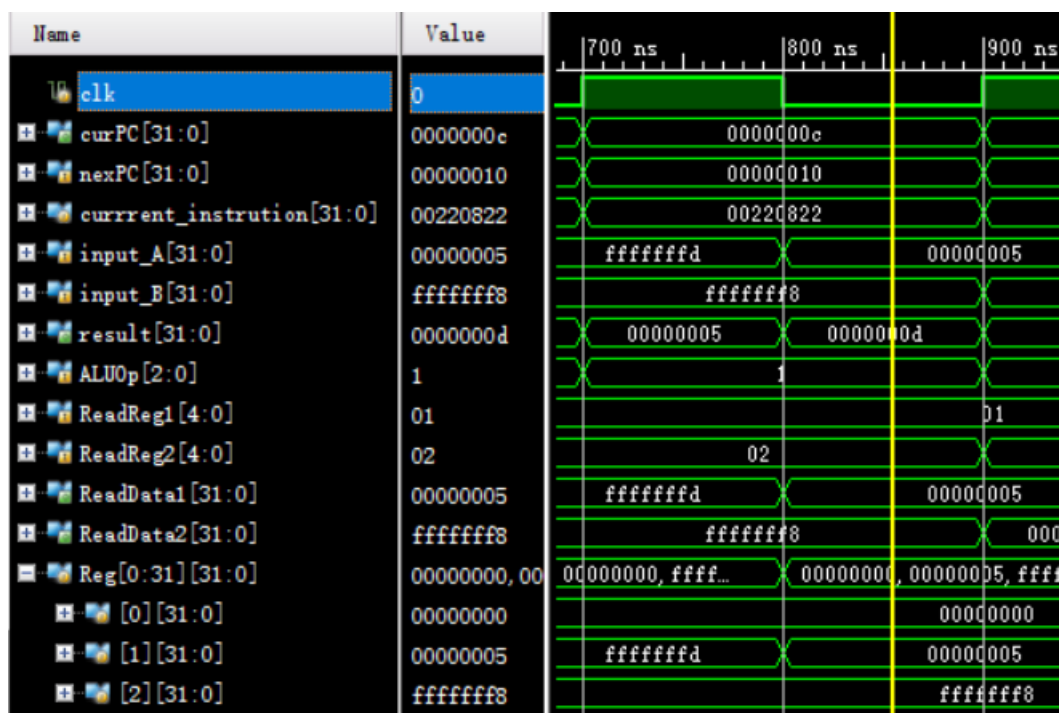 Name Value 700 ns 800 ns 900 ns
clk 0
curPC[31:0] 0000000c 0000000c
nexPC[31:0] 00000010 00000010
currrent_instrution[31:0] 00220822 00220822
input_A[31:0] 00000005 fffffffd 00000005
input_B[31:0] fffffff8 fffffff8
result[31:0] 0000000d 00000005 0000000d
ALUOp[2:0] 1 1
ReadReg1[4:0] 01 01
ReadReg2[4:0] 02 02
ReadData1[31:0] 00000005 fffffffd 00000005
ReadData2[31:0] fffffff8 fffffff8 000
Reg[0:31][31:0] 00000000,00 00000000,ffff... 00000000,00000005,ffff
[0][31:0] 00000000 00000000
[1][31:0] 00000005 fffffffd 00000005
[2][31:0] fffffff8 fffffff8